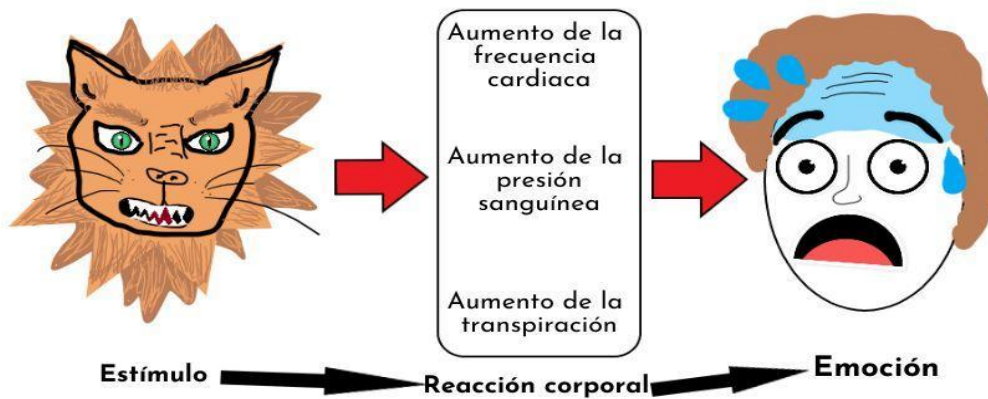 Aumento de la
frecuencia
cardiaca
Aumento de la
presión
sanguínea
Aumento de la
transpiración
Estímulo
Reacción corporal
Emoción